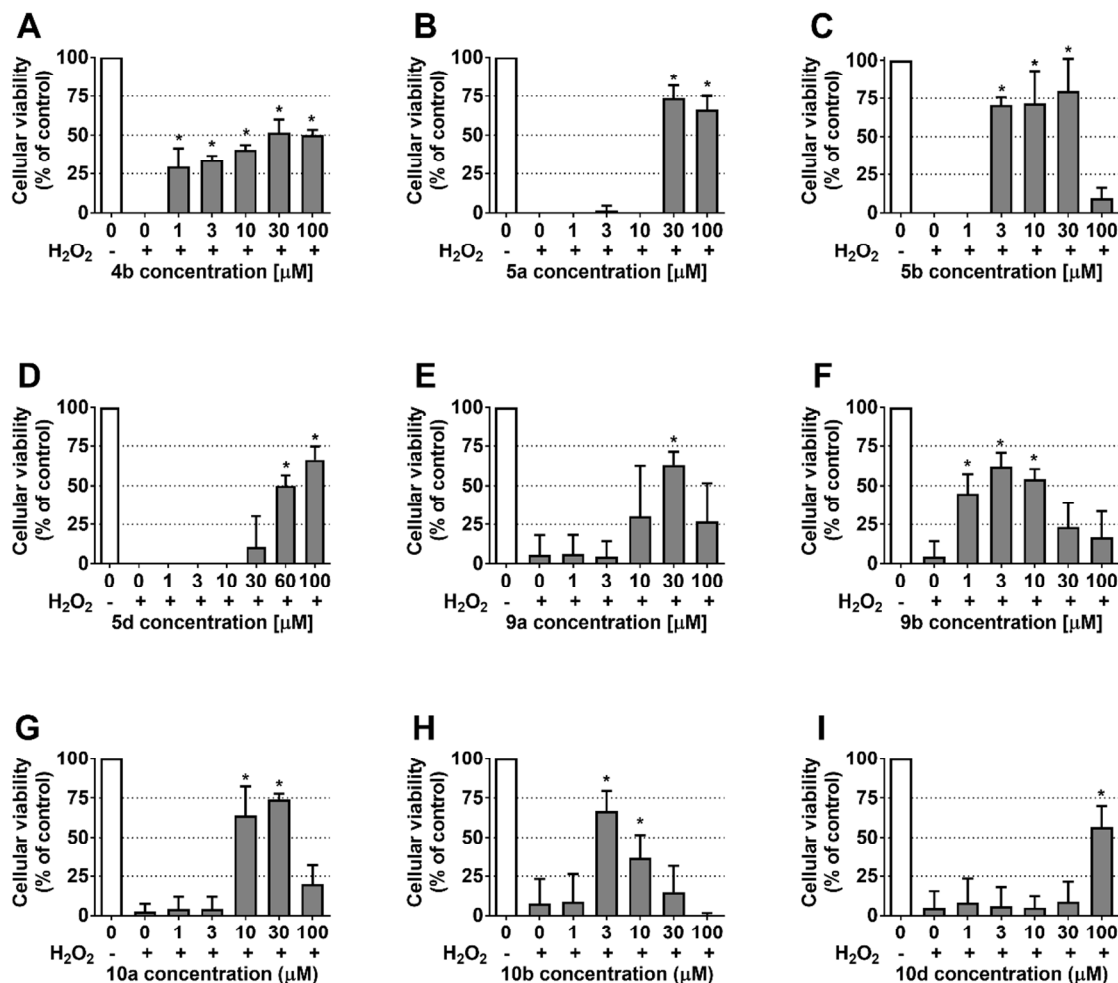 A
Cellular viability
(% of control)
100
75
50
25
0
* * * * *
0 0 1 3 10 30 100
H₂O₂ - + + + + + +
4b concentration [μM]
B
Cellular viability
(% of control)
100
75
50
25
0
* *
0 0 1 3 10 30 100
H₂O₂ - + + + + + +
5a concentration [μM]
C
Cellular viability
(% of control)
100
75
50
25
0
* * *
0 0 1 3 10 30 100
H₂O₂ - + + + + + +
5b concentration [μM]
D
Cellular viability
(% of control)
100
75
50
25
0
* *
0 0 1 3 10 30 60 100
H₂O₂ - + + + + + + +
5d concentration [μM]
E
Cellular viability
(% of control)
100
75
50
25
0
*
0 0 1 3 10 30 100
H₂O₂ - + + + + + +
9a concentration [μM]
F
Cellular viability
(% of control)
100
75
50
25
0
* * *
0 0 1 3 10 30 100
H₂O₂ - + + + + + +
9b concentration [μM]
G
Cellular viability
(% of control)
100
75
50
25
0
* *
0 0 1 3 10 30 100
H₂O₂ - + + + + + +
10a concentration (μM)
H
Cellular viability
(% of control)
100
75
50
25
0
* *
0 0 1 3 10 30 100
H₂O₂ - + + + + + +
10b concentration (μM)
I
Cellular viability
(% of control)
100
75
50
25
0
*
0 0 1 3 10 30 100
H₂O₂ - + + + + + +
10d concentration (μM)